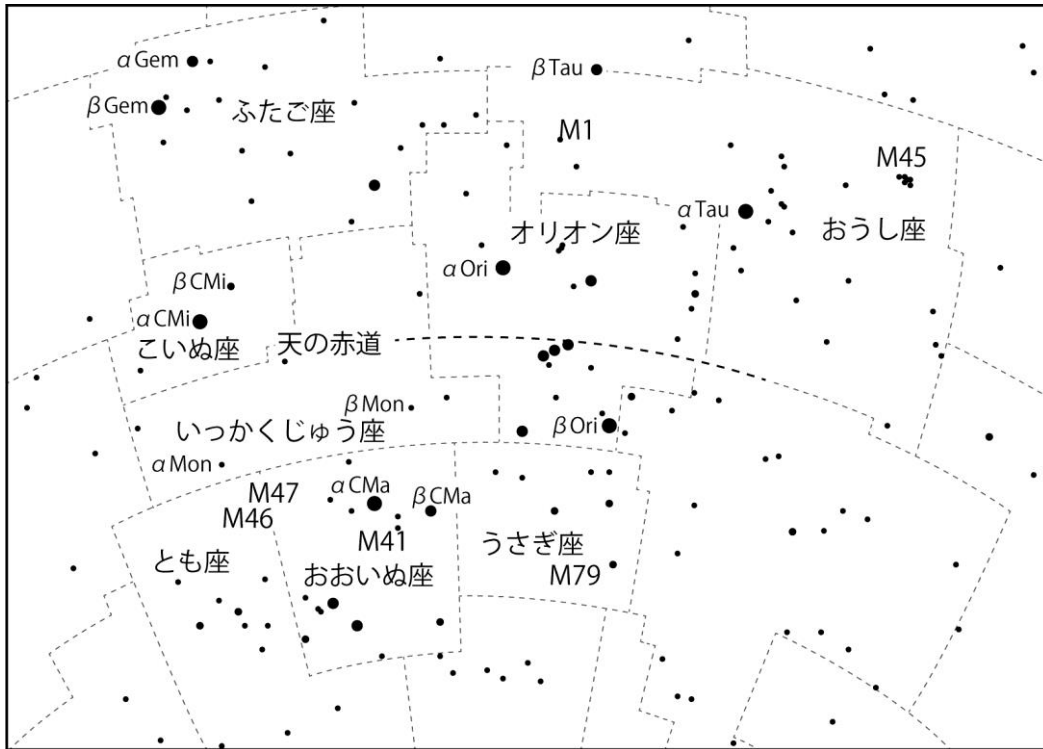 αGem
βTau
βGem
ふたご座
M1
M45
αTau
オリオン座
おうし座
αOri
βCMi
αCMi
こいぬ座
天の赤道
βMon
いっかくじゅう座
βOri
αMon
M47
αCMa
βCMa
M46
M41
うさぎ座
とも座
おおいぬ座
M79